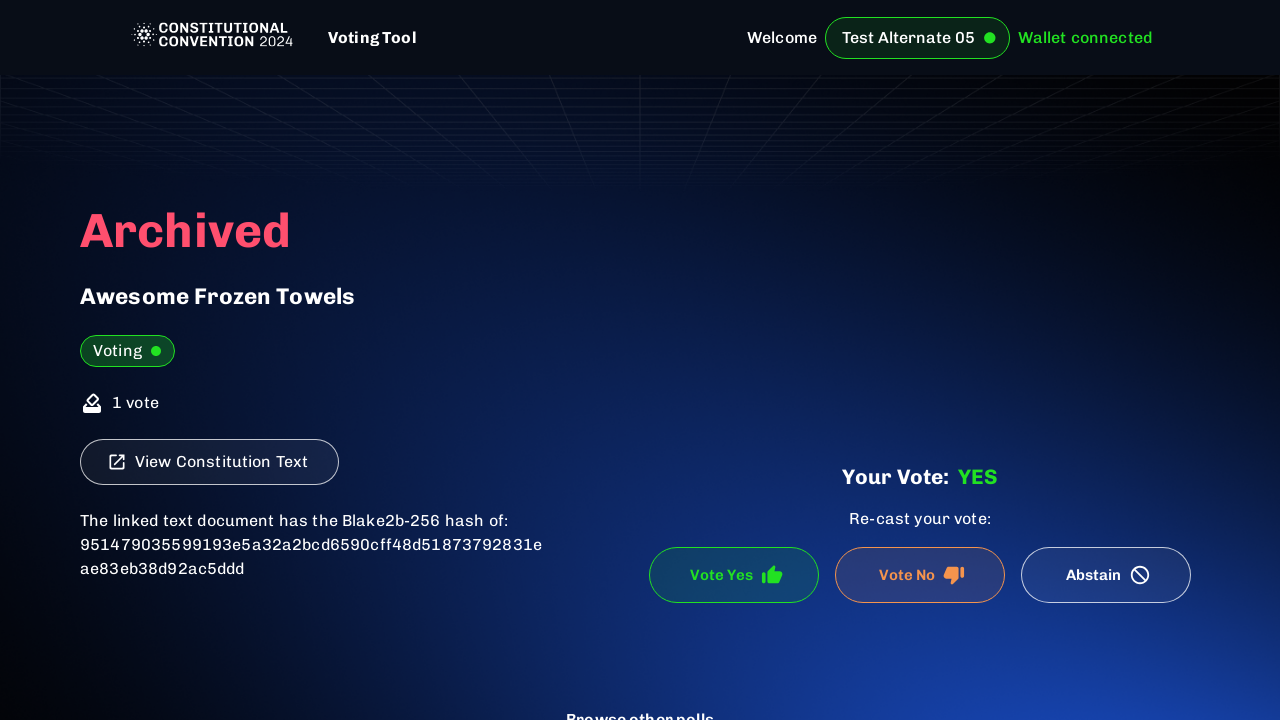 CONSTITUTIONAL
CONVENTION 2024
Voting Tool
Welcome
Test Alternate 05
Wallet connected
Archived
Awesome Frozen Towels
Voting
1 vote
View Constitution Text
The linked text document has the Blake2b-256 hash of:
951479035599193e5a32a2bcd6590cff48d51873792831e
ae83eb38d92ac5ddd
Your Vote: YES
Re-cast your vote:
Vote Yes
Vote No
Abstain
Browse other polls